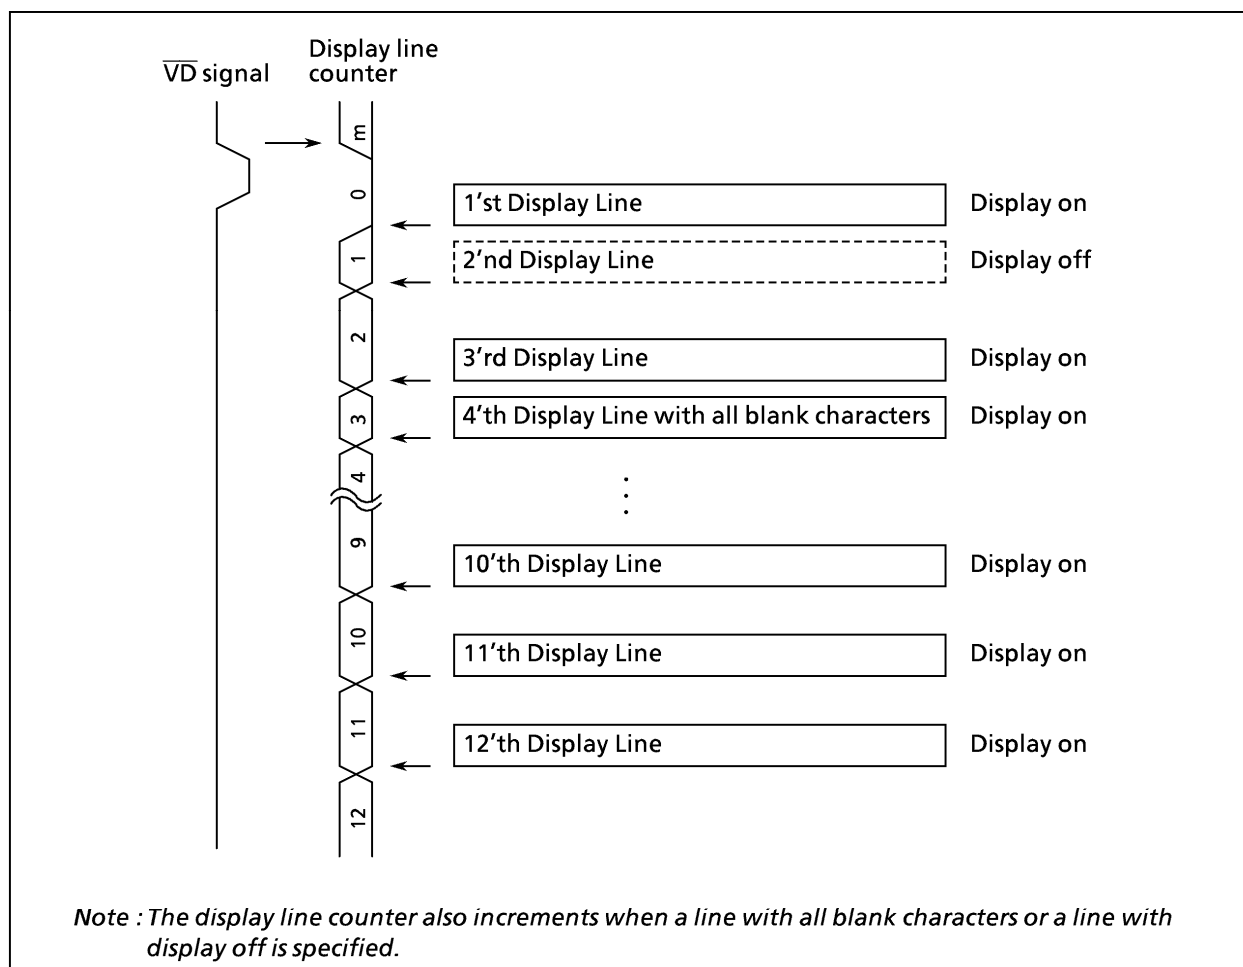 V̅D̅ signal
Display line
counter
m
0
1'st Display Line Display on
1
2'nd Display Line Display off
2
3'rd Display Line Display on
3
4'th Display Line with all blank characters Display on
4
9
10'th Display Line Display on
10
11'th Display Line Display on
11
12'th Display Line Display on
12
Note : The display line counter also increments when a line with all blank characters or a line with
display off is specified.